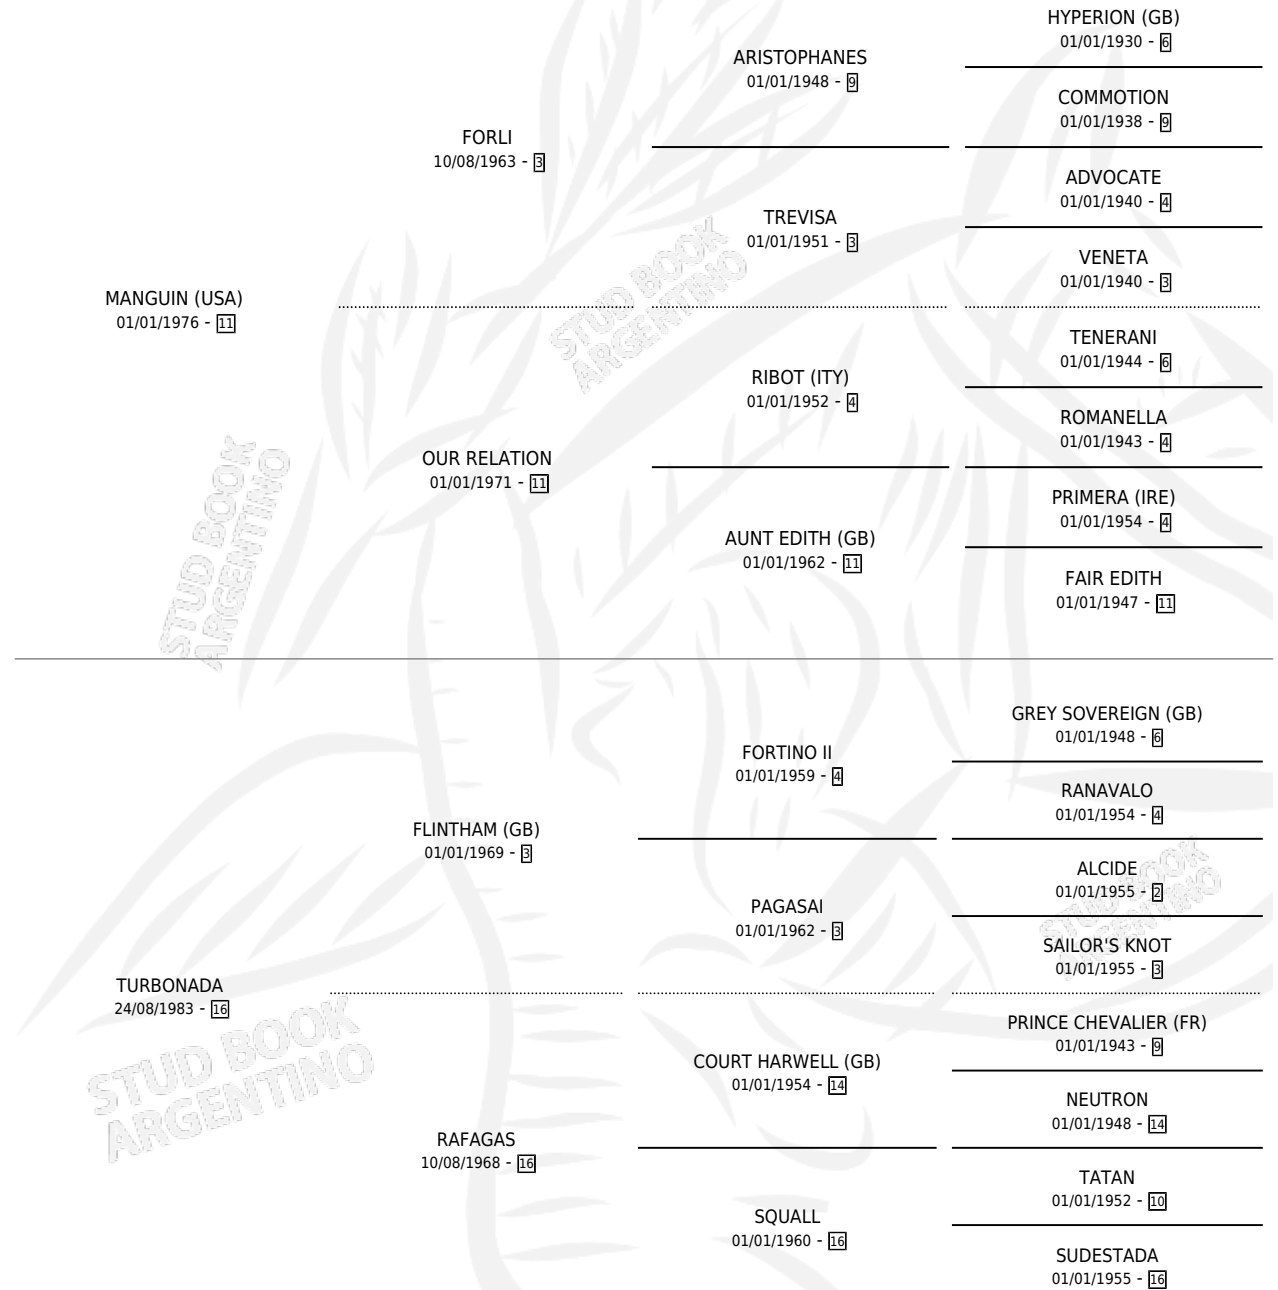 HYPERION (GB)
01/01/1930 - 6
ARISTOPHANES
01/01/1948 - 9
COMMOTION
01/01/1938 - 9
FORLI
10/08/1963 - 3
ADVOCATE
01/01/1940 - 4
TREVISA
01/01/1951 - 3
VENETA
01/01/1940 - 3
MANGUIN (USA)
01/01/1976 - 11
TENERANI
01/01/1944 - 6
RIBOT (ITY)
01/01/1952 - 4
ROMANELLA
01/01/1943 - 4
OUR RELATION
01/01/1971 - 11
PRIMERA (IRE)
01/01/1954 - 4
AUNT EDITH (GB)
01/01/1962 - 11
FAIR EDITH
01/01/1947 - 11
GREY SOVEREIGN (GB)
01/01/1948 - 6
FORTINO II
01/01/1959 - 4
RANAVALO
01/01/1954 - 4
FLINTHAM (GB)
01/01/1969 - 3
ALCIDE
01/01/1955 - 2
PAGASAI
01/01/1962 - 3
SAILOR'S KNOT
01/01/1955 - 3
TURBONADA
24/08/1983 - 16
PRINCE CHEVALIER (FR)
01/01/1943 - 9
COURT HARWELL (GB)
01/01/1954 - 14
NEUTRON
01/01/1948 - 14
RAFAGAS
10/08/1968 - 16
TATAN
01/01/1952 - 10
SQUALL
01/01/1960 - 16
SUDESTADA
01/01/1955 - 16
STUD BOOK
ARGENTINO
STUD BOOK
ARGENTINO
STUD BOOK
ARGENTINO
STUD BOOK
ARGENTINO